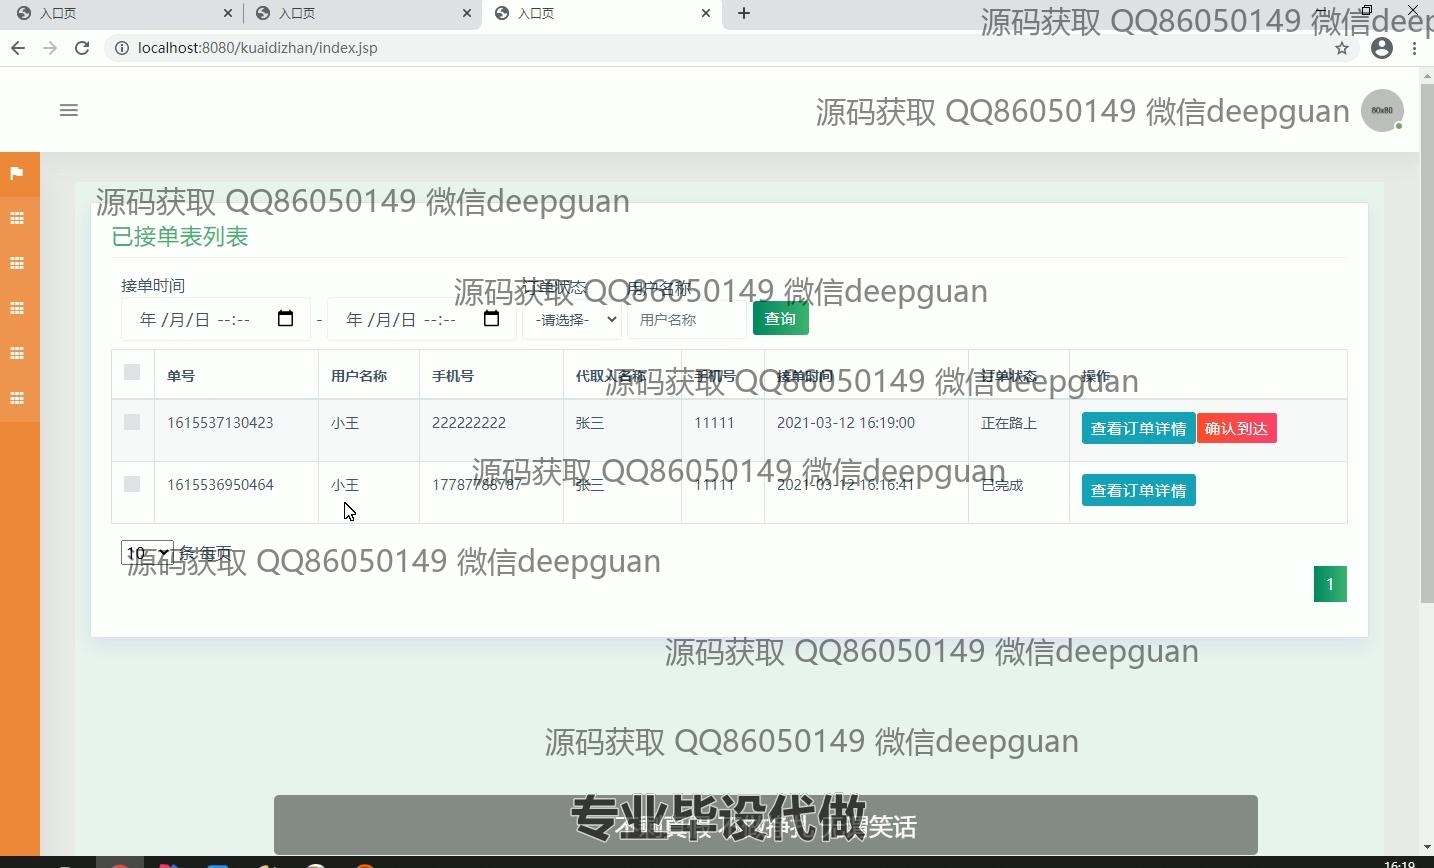 入口页 入口页 入口页
源码获取 QQ86050149 微信deep
localhost:8080/kuaidizhan/index.jsp
源码获取 QQ86050149 微信deepguan
80x80
源码获取 QQ86050149 微信deepguan
已接单表列表
接单时间 订单状态 用户名称
源码获取 QQ86050149 微信deepguan
年 /月/日 --:-- - 年 /月/日 --:-- -请选择- 用户名称 查询
单号 用户名称 手机号 代取人名称 手机号 接单时间 订单状态 操作
源码获取 QQ86050149 微信deepguan
1615537130423 小王 222222222 张三 11111 2021-03-12 16:19:00 正在路上 查看订单详情 确认到达
源码获取 QQ86050149 微信deepguan
1615536950464 小王 17787788787 张三 11111 2021-03-12 16:16:41 已完成 查看订单详情
10 条 每页
源码获取 QQ86050149 微信deepguan
1
源码获取 QQ86050149 微信deepguan
源码获取 QQ86050149 微信deepguan
专业毕设代做
笑话
16:19